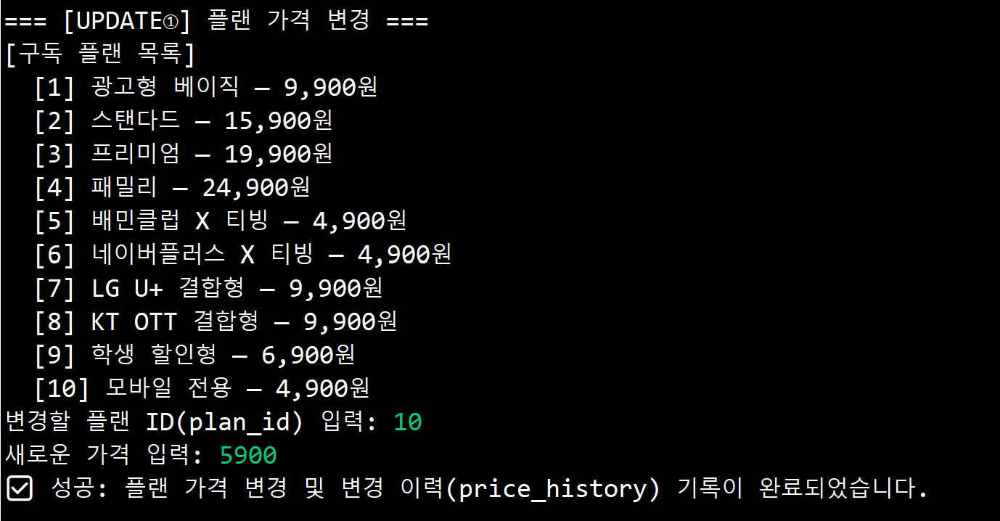 === [UPDATE①] 플랜 가격 변경 ===
[구독 플랜 목록]
[1] 광고형 베이직 — 9,900원
[2] 스탠다드 — 15,900원
[3] 프리미엄 — 19,900원
[4] 패밀리 — 24,900원
[5] 배민클럽 X 티빙 — 4,900원
[6] 네이버플러스 X 티빙 — 4,900원
[7] LG U+ 결합형 — 9,900원
[8] KT OTT 결합형 — 9,900원
[9] 학생 할인형 — 6,900원
[10] 모바일 전용 — 4,900원
변경할 플랜 ID(plan_id) 입력: 10
새로운 가격 입력: 5900
☑ 성공: 플랜 가격 변경 및 변경 이력(price_history) 기록이 완료되었습니다.